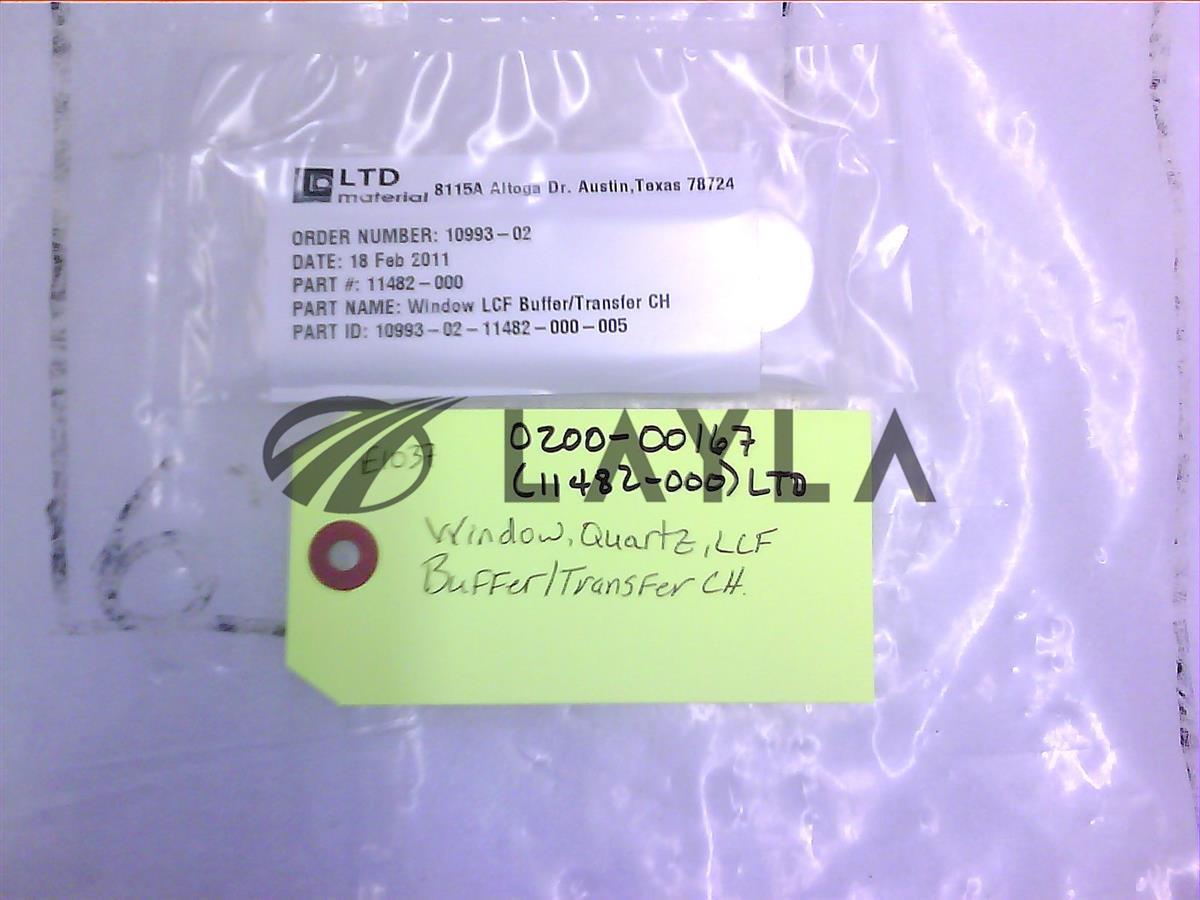 LTD
material 8115A Altoga Dr. Austin, Texas 78724
ORDER NUMBER: 10993-02
DATE: 18 Feb 2011
PART #: 11482-000
PART NAME: Window LCF Buffer/Transfer CH
PART ID: 10993-02-11482-000-005
LAYLA
E1037
0200-00167
(11482-000) LTD
Window, Quartz, LCF
Buffer/Transfer CH.
6